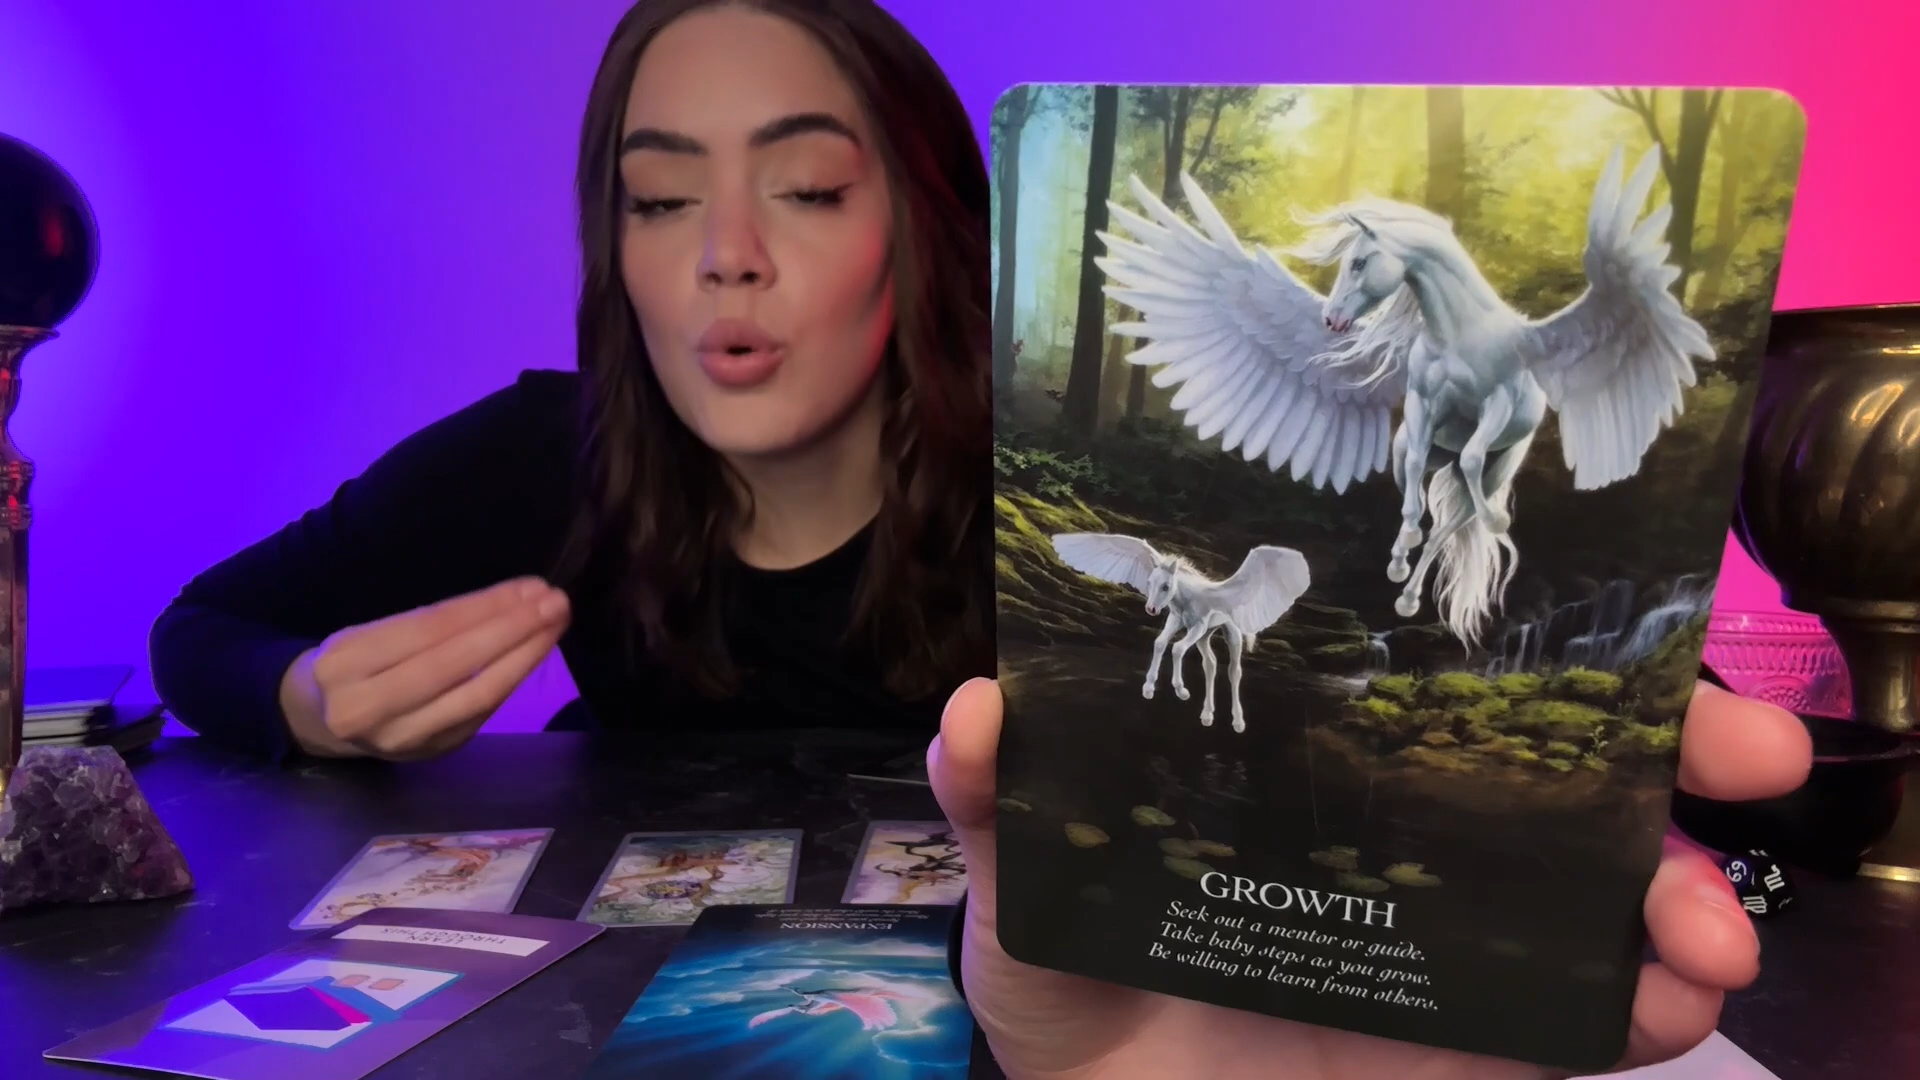 GROWTH
Seek out a mentor or guide.
Take baby steps as you grow.
Be willing to learn from others.
LEARN
THROUGH THIS
EXPANSION
69